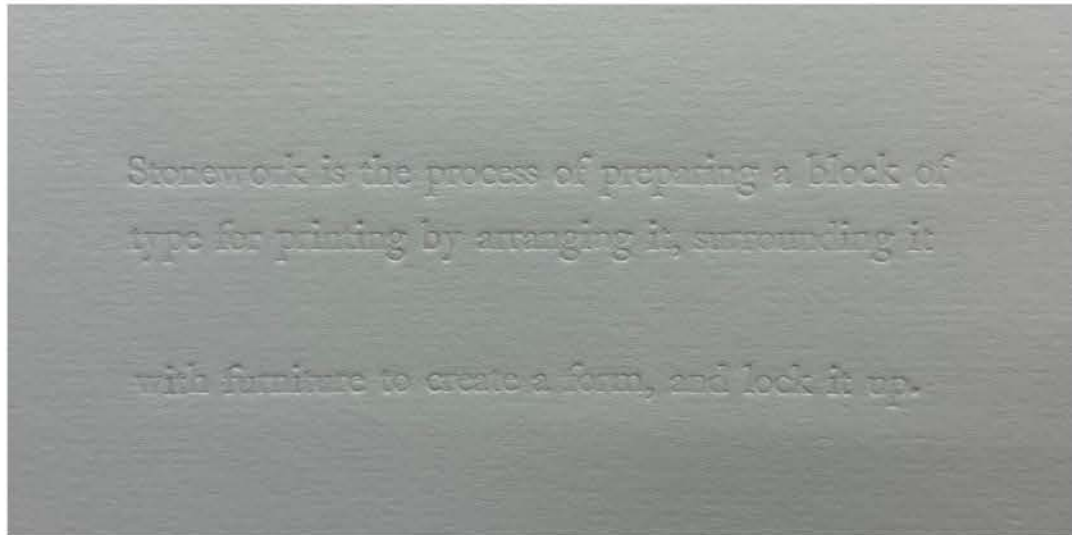 Stonework is the process of preparing a block of
type for printing by arranging it, surrounding it
with furniture to create a form, and lock it up.